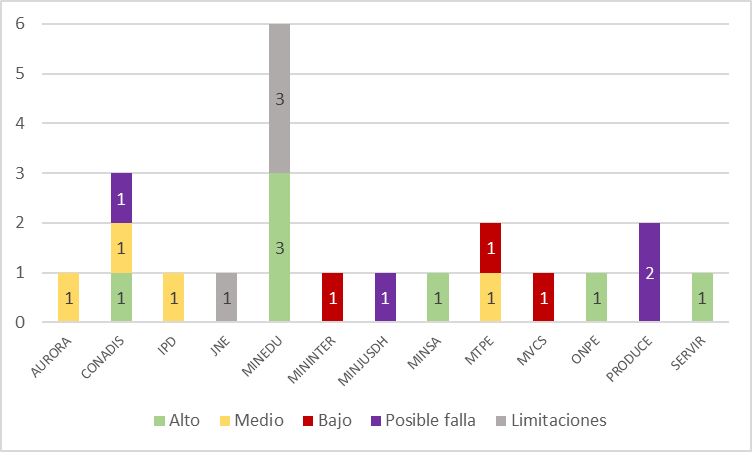 6
5
4
3
2
1
0
3
1
1
1
1
1
1
3
1
1
1
1
1
1
1
2
1
AURORA
CONADIS
IPD
JNE
MINEDU
MININTER
MINJUSDH
MINSA
MTPE
MVCS
ONPE
PRODUCE
SERVIR
Alto Medio Bajo Posible falla Limitaciones